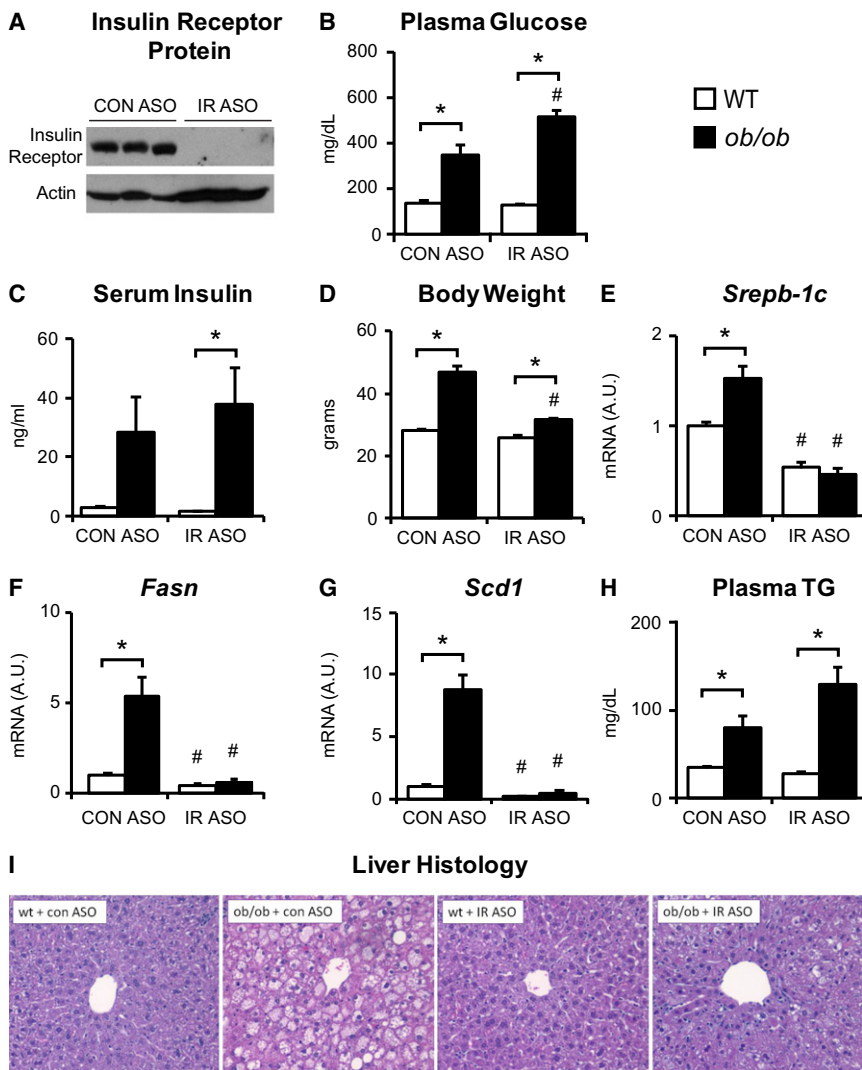 A Insulin Receptor
Protein
CON ASO IR ASO
Insulin
Receptor
Actin
B Plasma Glucose
mg/dL
800
600
400
200
0
*
*
#
CON ASO IR ASO
WT
ob/ob
C Serum Insulin
ng/ml
60
40
20
0
*
CON ASO IR ASO
D Body Weight
grams
60
40
20
0
*
*
#
CON ASO IR ASO
E Srepb-1c
mRNA (A.U.)
2
1
0
*
# #
CON ASO IR ASO
F Fasn
mRNA (A.U.)
10
5
0
*
# #
CON ASO IR ASO
G Scd1
mRNA (A.U.)
15
10
5
0
*
# #
CON ASO IR ASO
H Plasma TG
mg/dL
200
100
0
*
*
CON ASO IR ASO
I Liver Histology
wt + con ASO
ob/ob + con ASO
wt + IR ASO
ob/ob + IR ASO